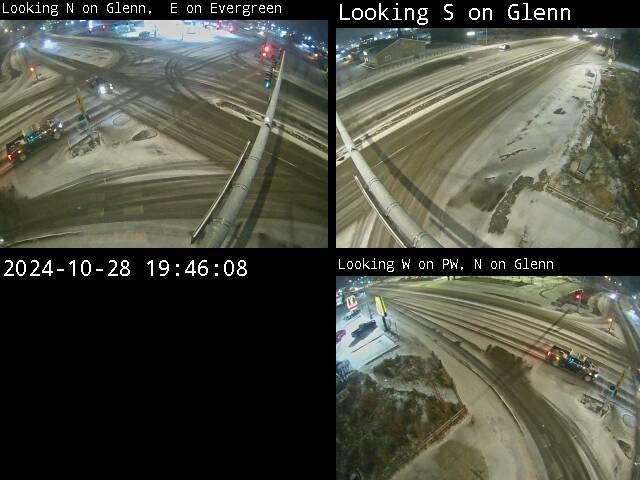 Looking N on Glenn,  E on Evergreen
Looking S on Glenn
2024-10-28 19:46:08
Looking W on PW, N on Glenn